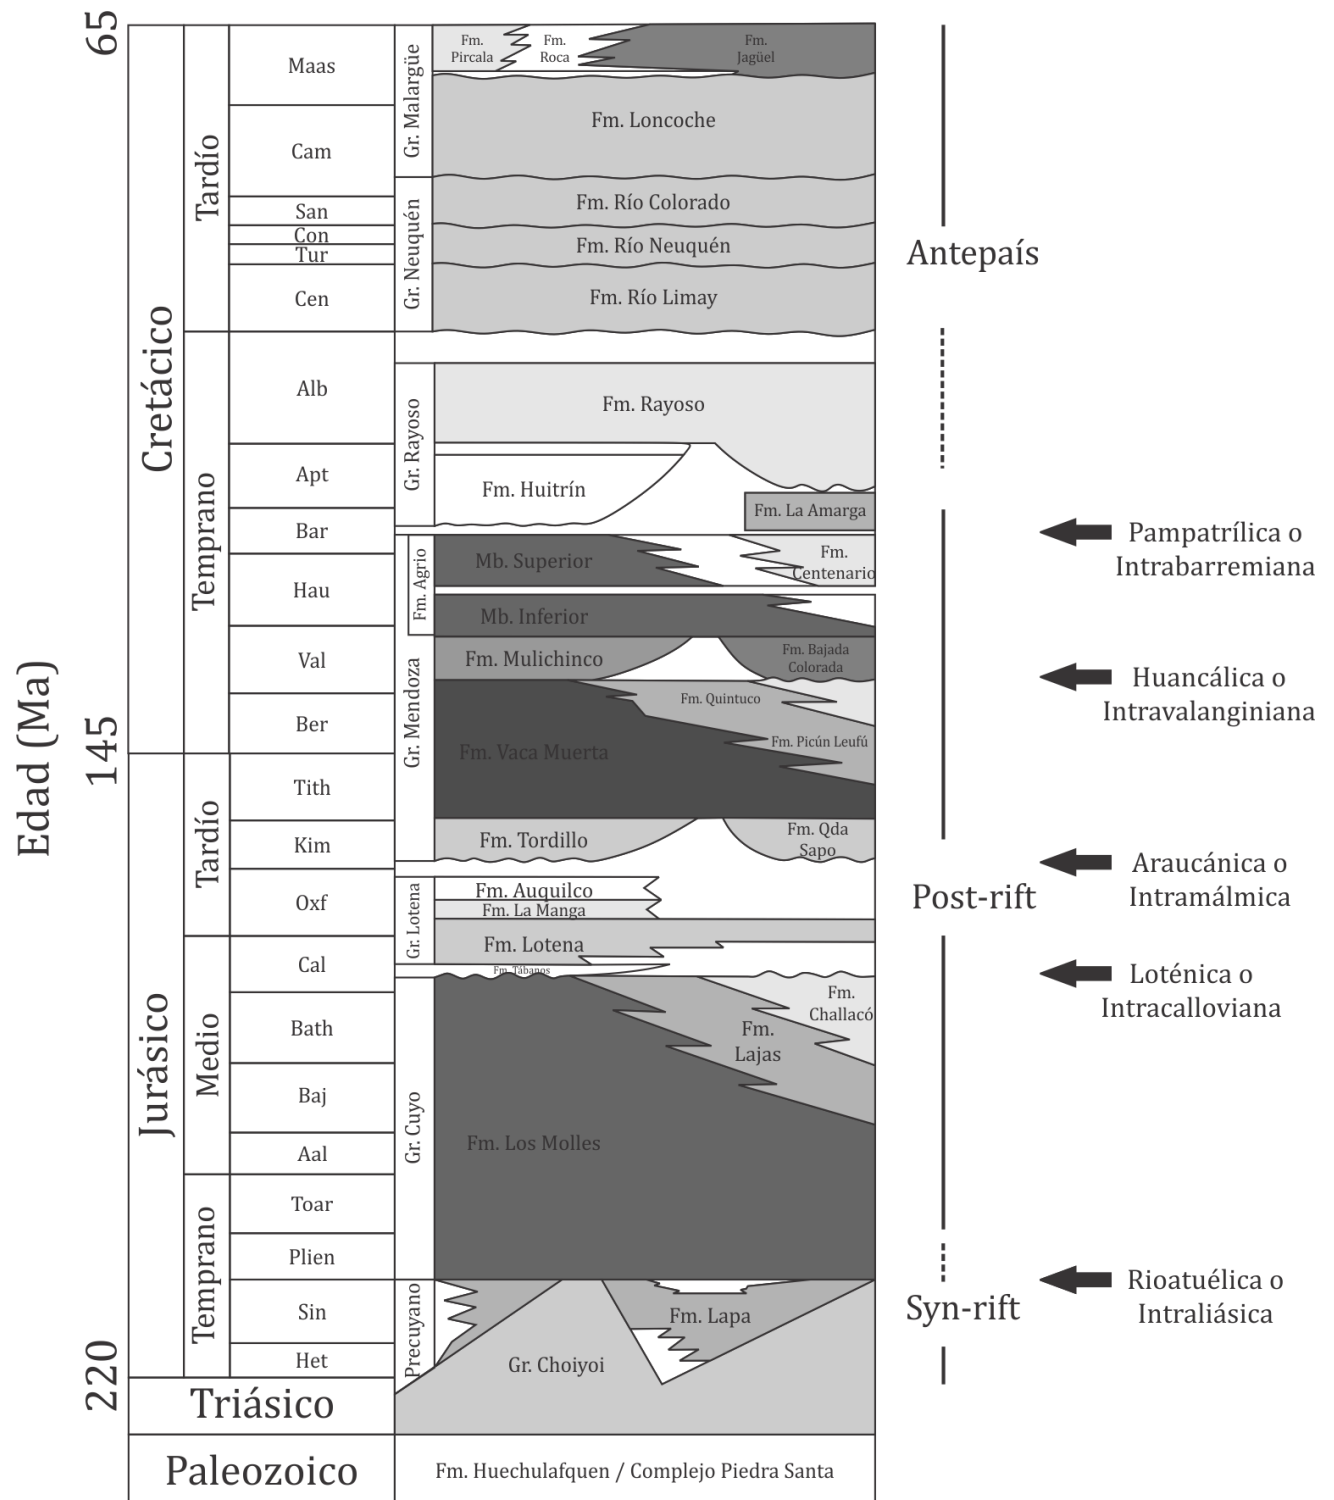 Edad (Ma)
65
145
220
Cretácico
Jurásico
Triásico
Paleozoico
Tardío
Temprano
Tardío
Medio
Temprano
Maas
Cam
San
Con
Tur
Cen
Alb
Apt
Bar
Hau
Val
Ber
Tith
Kim
Oxf
Cal
Bath
Baj
Aal
Toar
Plien
Sin
Het
Gr. Malargüe
Gr. Neuquén
Gr. Rayoso
Fm. Agrio
Gr. Mendoza
Gr. Lotena
Gr. Cuyo
Precuyano
Fm.
Pircala
Fm.
Roca
Fm.
Jagüel
Fm. Loncoche
Fm. Río Colorado
Fm. Río Neuquén
Fm. Río Limay
Fm. Rayoso
Fm. Huitrín
Fm. La Amarga
Mb. Superior
Fm.
Centenario
Mb. Inferior
Fm. Mulichinco
Fm. Bajada
Colorada
Fm. Quintuco
Fm. Vaca Muerta
Fm. Picún Leufú
Fm. Tordillo
Fm. Qda
Sapo
Fm. Auquilco
Fm. La Manga
Fm. Lotena
Fm. Tábanos
Fm.
Challacó
Fm.
Lajas
Fm. Los Molles
Fm. Lapa
Gr. Choiyoi
Fm. Huechulafquen / Complejo Piedra Santa
Antepaís
Post-rift
Syn-rift
Pampatrílica o
Intrabarremiana
Huancálica o
Intravalanginiana
Araucánica o
Intramálmica
Loténica o
Intracalloviana
Rioatuélica o
Intraliásica